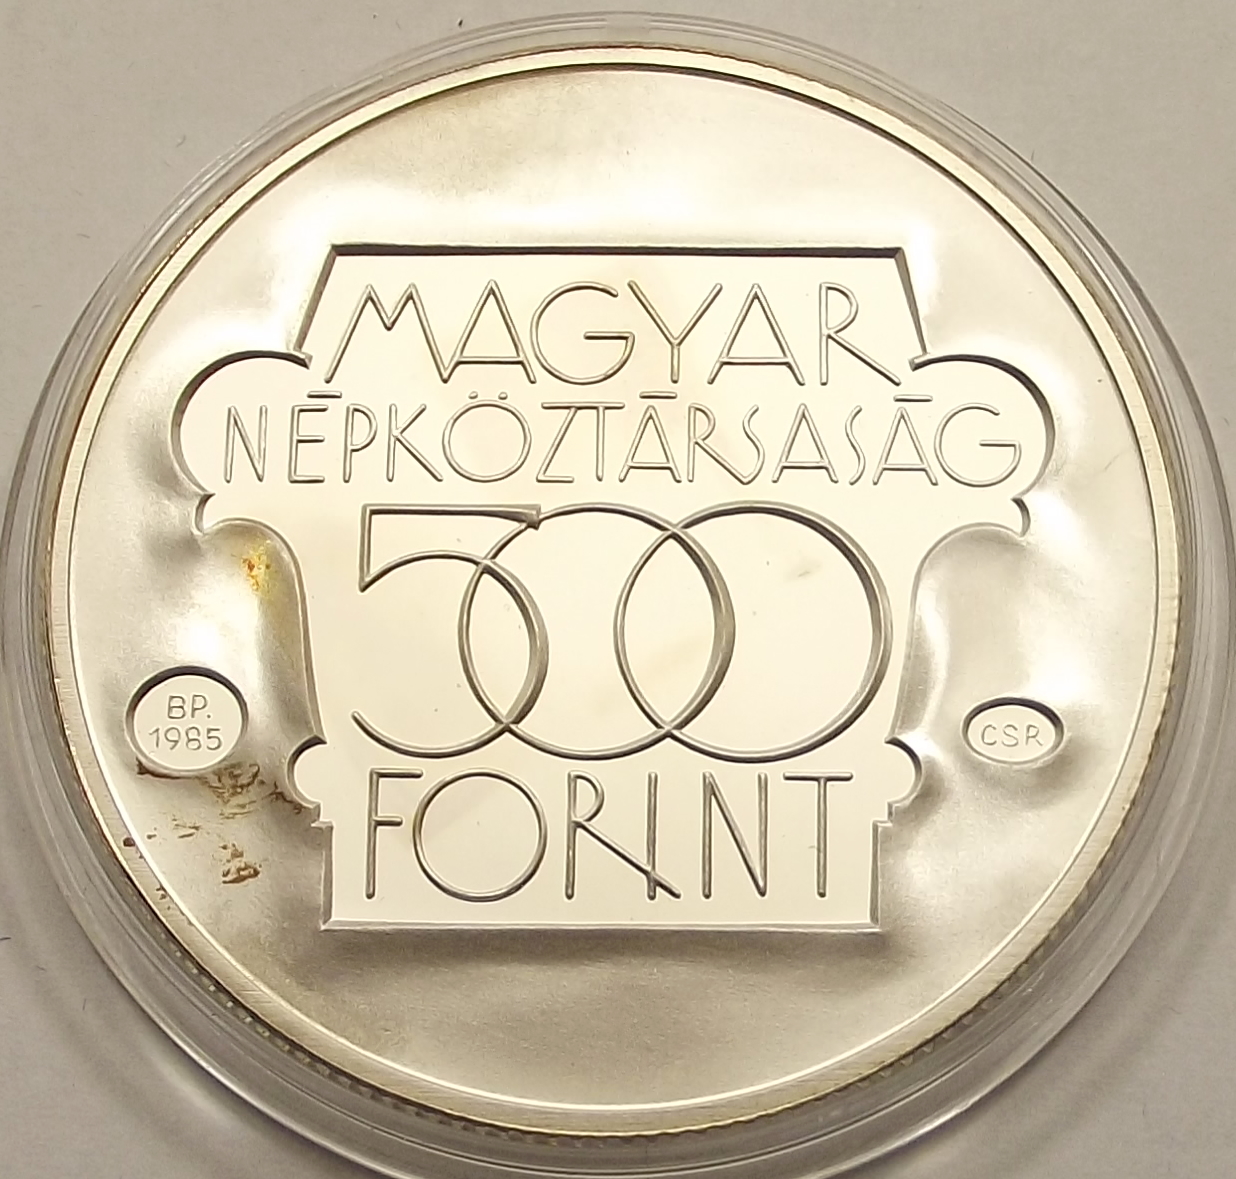 MAGYAR
NÉPKÖZTÁRSASÁG
500
FORINT
BP.
1985
CSR